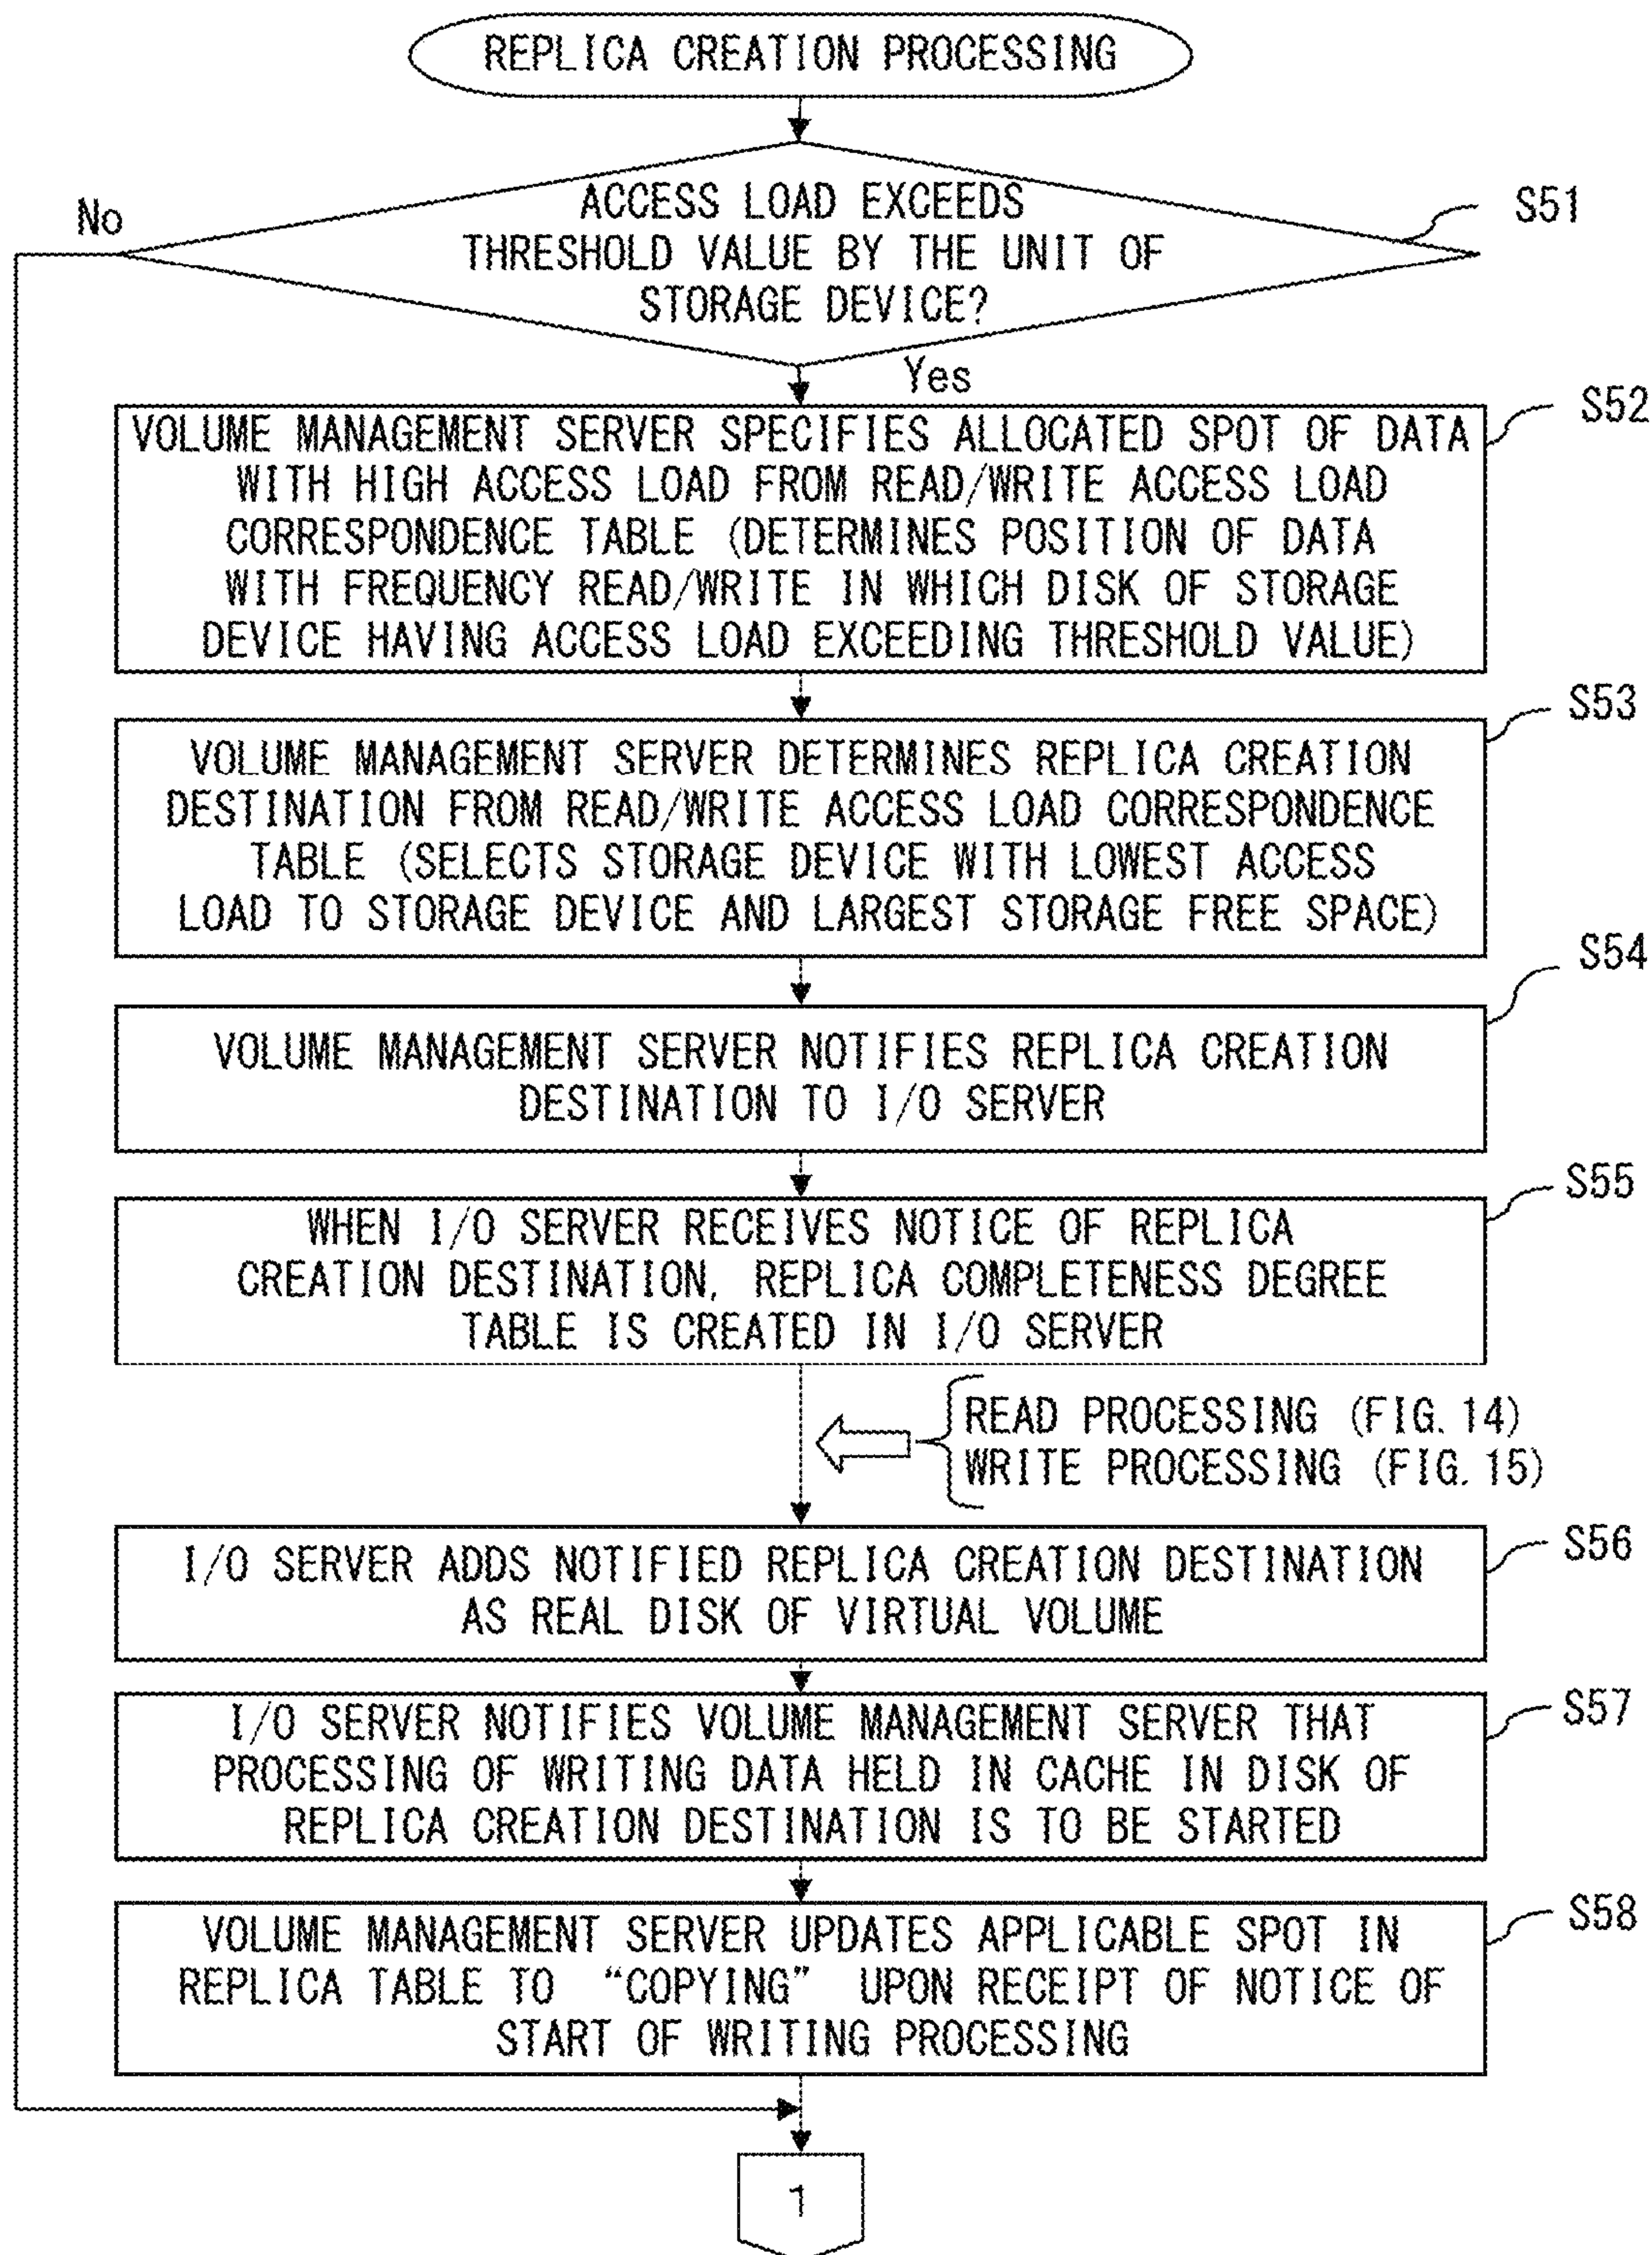 REPLICA CREATION PROCESSING
ACCESS LOAD EXCEEDS
THRESHOLD VALUE BY THE UNIT OF
STORAGE DEVICE?
S51
No
Yes
S52
VOLUME MANAGEMENT SERVER SPECIFIES ALLOCATED SPOT OF DATA
WITH HIGH ACCESS LOAD FROM READ/WRITE ACCESS LOAD
CORRESPONDENCE TABLE (DETERMINES POSITION OF DATA
WITH FREQUENCY READ/WRITE IN WHICH DISK OF STORAGE
DEVICE HAVING ACCESS LOAD EXCEEDING THRESHOLD VALUE)
S53
VOLUME MANAGEMENT SERVER DETERMINES REPLICA CREATION
DESTINATION FROM READ/WRITE ACCESS LOAD CORRESPONDENCE
TABLE (SELECTS STORAGE DEVICE WITH LOWEST ACCESS
LOAD TO STORAGE DEVICE AND LARGEST STORAGE FREE SPACE)
S54
VOLUME MANAGEMENT SERVER NOTIFIES REPLICA CREATION
DESTINATION TO I/O SERVER
S55
WHEN I/O SERVER RECEIVES NOTICE OF REPLICA
CREATION DESTINATION, REPLICA COMPLETENESS DEGREE
TABLE IS CREATED IN I/O SERVER
READ PROCESSING (FIG. 14)
WRITE PROCESSING (FIG. 15)
S56
I/O SERVER ADDS NOTIFIED REPLICA CREATION DESTINATION
AS REAL DISK OF VIRTUAL VOLUME
S57
I/O SERVER NOTIFIES VOLUME MANAGEMENT SERVER THAT
PROCESSING OF WRITING DATA HELD IN CACHE IN DISK OF
REPLICA CREATION DESTINATION IS TO BE STARTED
S58
VOLUME MANAGEMENT SERVER UPDATES APPLICABLE SPOT IN
REPLICA TABLE TO “COPYING” UPON RECEIPT OF NOTICE OF
START OF WRITING PROCESSING
1